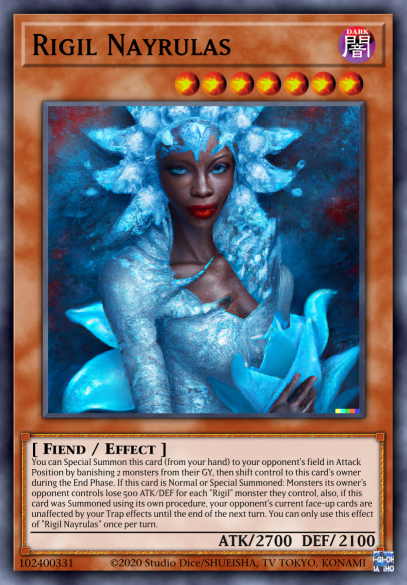 Rigil Nayrulas
DARK
闇
[ Fiend / Effect ]
You can Special Summon this card (from your hand) to your opponent's field in Attack
Position by banishing 2 monsters from their GY, then shift control to this card's owner
during the End Phase. If this card is Normal or Special Summoned: Monsters its owner's
opponent controls lose 500 ATK/DEF for each "Rigil" monster they control, also, if this
card was Summoned using its own procedure, your opponent's current face-up cards are
unaffected by your Trap effects until the end of the next turn. You can only use this effect
of "Rigil Nayrulas" once per turn.
ATK/2700 DEF/2100
102400331 ©2020 Studio Dice/SHUEISHA, TV TOKYO, KONAMI